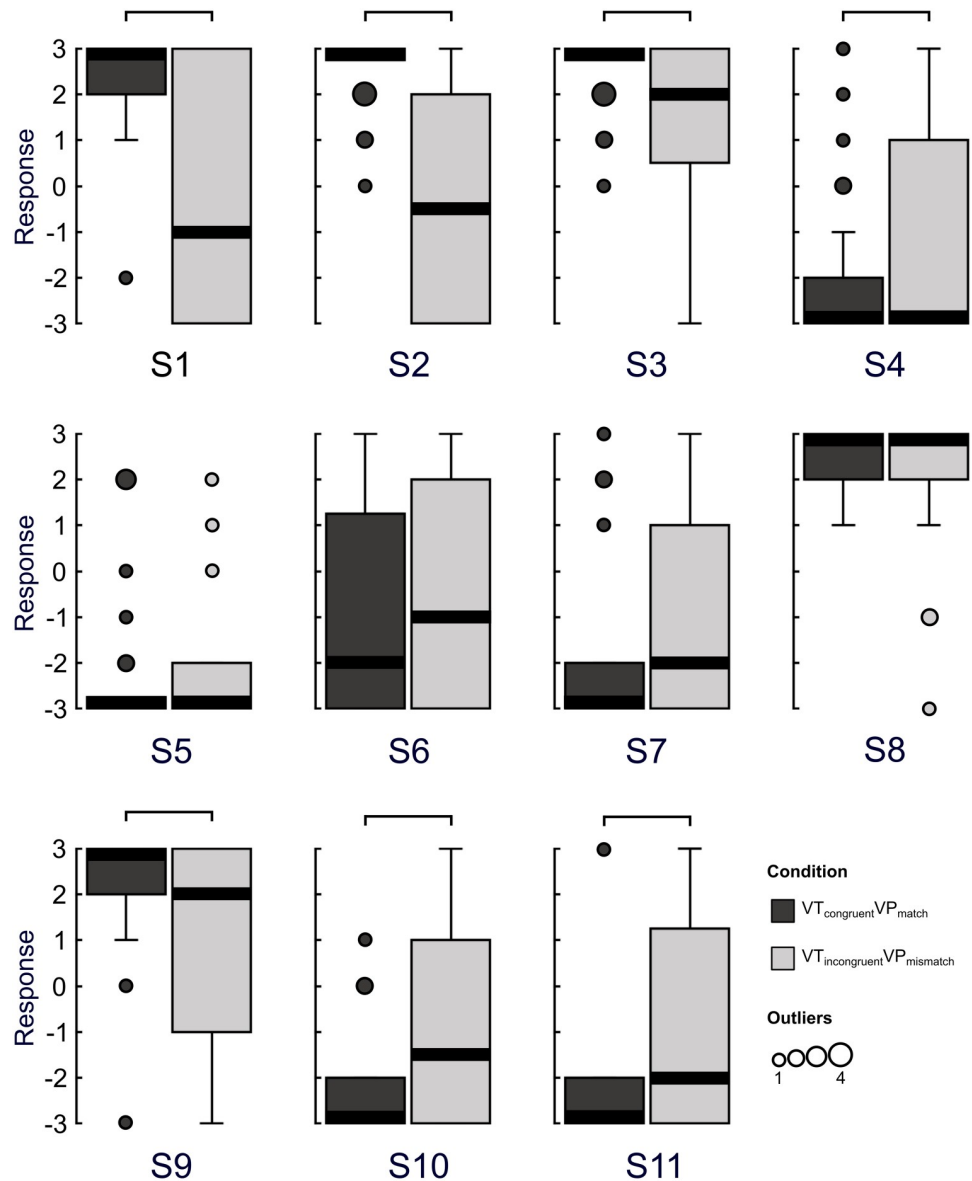 3
2
1
0
-1
-2
-3
Response
S1
S2
S3
S4
3
2
1
0
-1
-2
-3
Response
S5
S6
S7
S8
3
2
1
0
-1
-2
-3
Response
S9
S10
S11
Condition
VTcongruentVPmatch
VTincongruentVPmismatch
Outliers
1 4